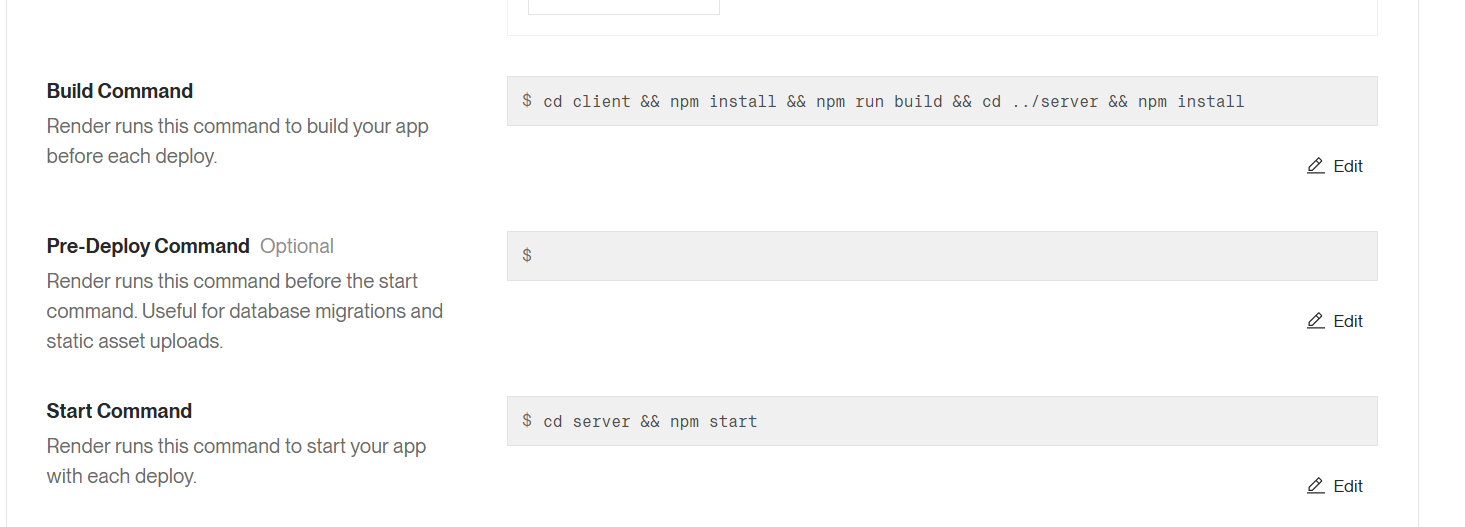 Build Command
$ cd client && npm install && npm run build && cd ../server && npm install
Render runs this command to build your app
before each deploy.
Edit
Pre-Deploy Command Optional
$
Render runs this command before the start
command. Useful for database migrations and
static asset uploads.
Edit
Start Command
$ cd server && npm start
Render runs this command to start your app
with each deploy.
Edit